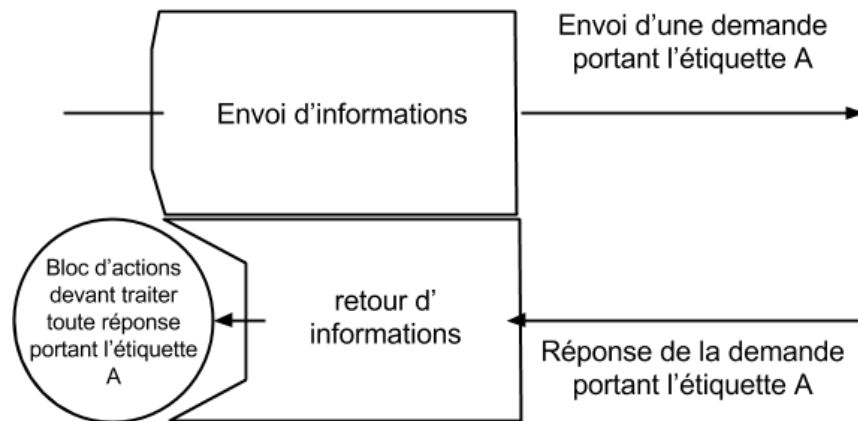 Envoi d’une demande
portant l’étiquette A
Envoi d’informations
Bloc d’actions
devant traiter
toute réponse
portant l’étiquette
A
retour d’
informations
Réponse de la demande
portant l’étiquette A